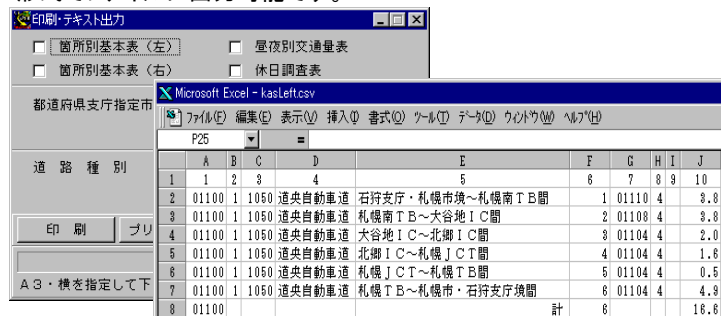 印刷・テキスト出力
箇所別基本表（左） 昼夜別交通量表
箇所別基本表（右） 休日調査表
都道府県支庁指定市
道 路 種 別
印 刷 プリ
A3・横を指定して下
Microsoft Excel - kasLeft.csv
ファイル(F) 編集(E) 表示(V) 挿入(I) 書式(O) ツール(T) データ(D) ウィンドウ(W) ヘルプ(H)
P25 =
A B C D E F G H I J
1 1 2 3 4 5 6 7 8 9 10
2 01100 1 1050 道央自動車道 石狩支庁・札幌市境～札幌南TB間 1 01110 4 3.8
3 01100 1 1050 道央自動車道 札幌南TB～大谷地IC間 2 01108 4 3.8
4 01100 1 1050 道央自動車道 大谷地IC～北郷IC間 3 01104 4 2.0
5 01100 1 1050 道央自動車道 北郷IC～札幌JCT間 4 01104 4 1.6
6 01100 1 1050 道央自動車道 札幌JCT～札幌TB間 5 01104 4 0.5
7 01100 1 1050 道央自動車道 札幌TB～札幌市・石狩支庁境間 6 01104 4 4.9
8 01100 計 6 16.6